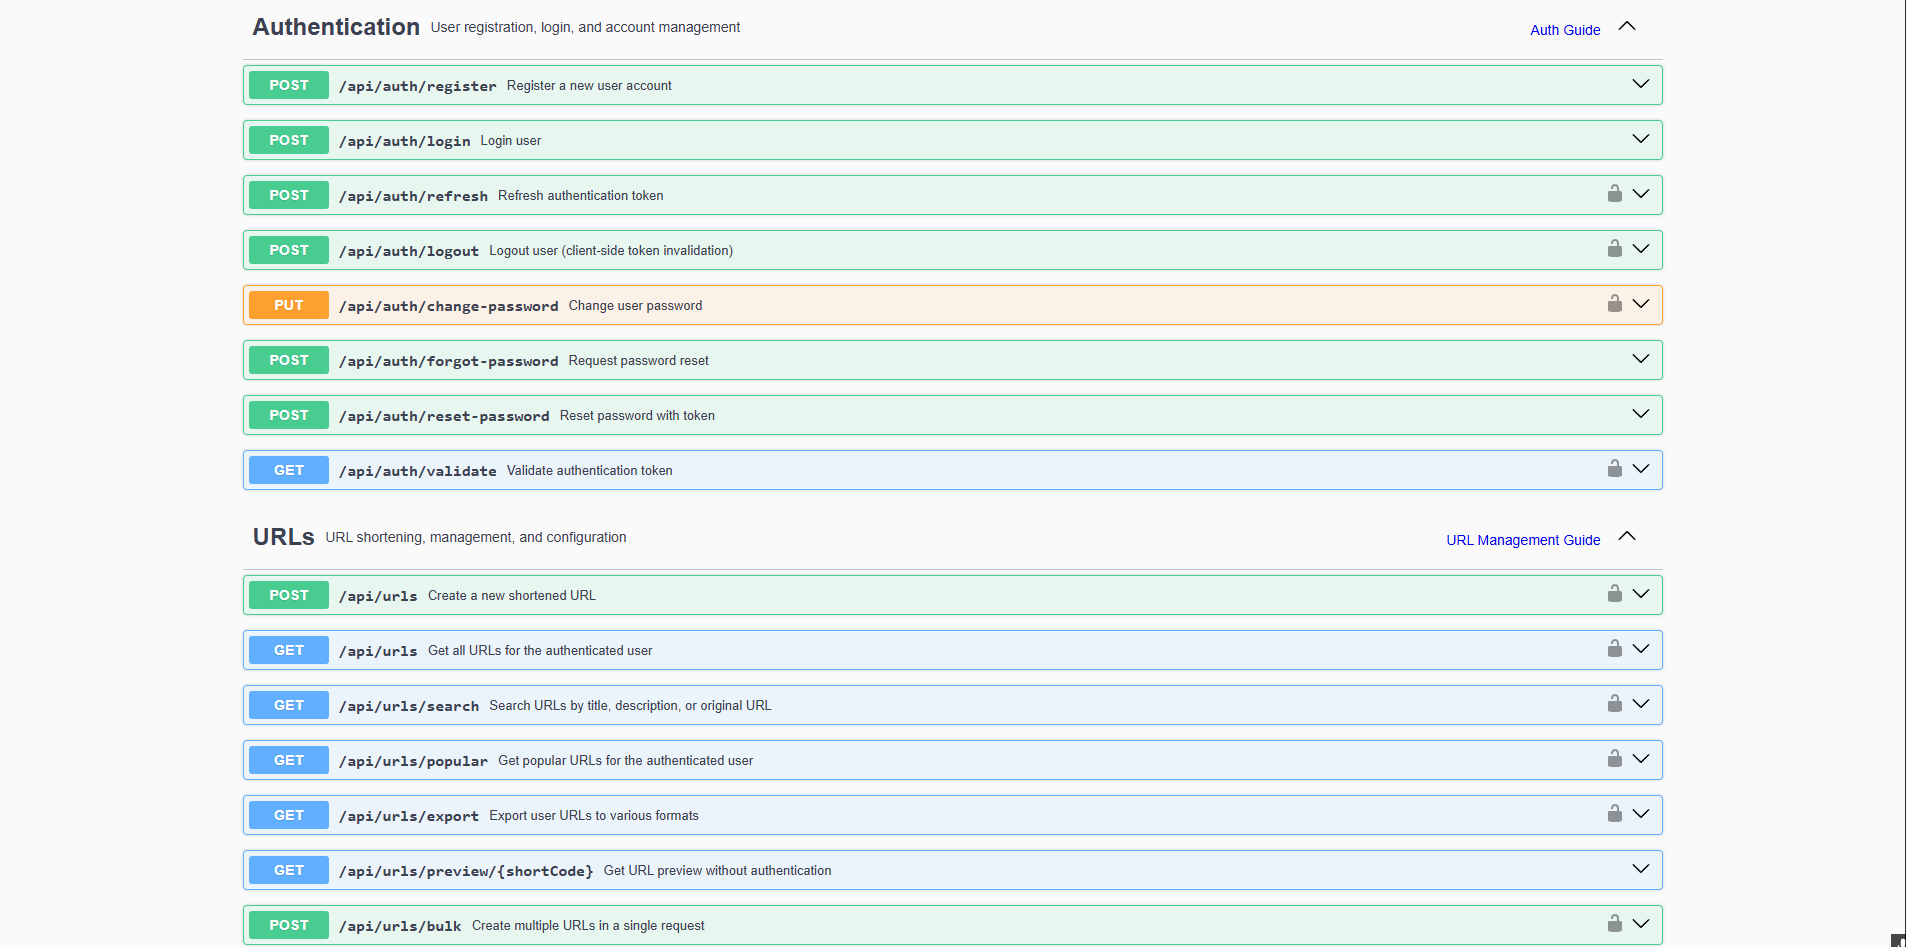 Authentication User registration, login, and account management Auth Guide
POST /api/auth/register Register a new user account
POST /api/auth/login Login user
POST /api/auth/refresh Refresh authentication token
POST /api/auth/logout Logout user (client-side token invalidation)
PUT /api/auth/change-password Change user password
POST /api/auth/forgot-password Request password reset
POST /api/auth/reset-password Reset password with token
GET /api/auth/validate Validate authentication token
URLs URL shortening, management, and configuration URL Management Guide
POST /api/urls Create a new shortened URL
GET /api/urls Get all URLs for the authenticated user
GET /api/urls/search Search URLs by title, description, or original URL
GET /api/urls/popular Get popular URLs for the authenticated user
GET /api/urls/export Export user URLs to various formats
GET /api/urls/preview/{shortCode} Get URL preview without authentication
POST /api/urls/bulk Create multiple URLs in a single request